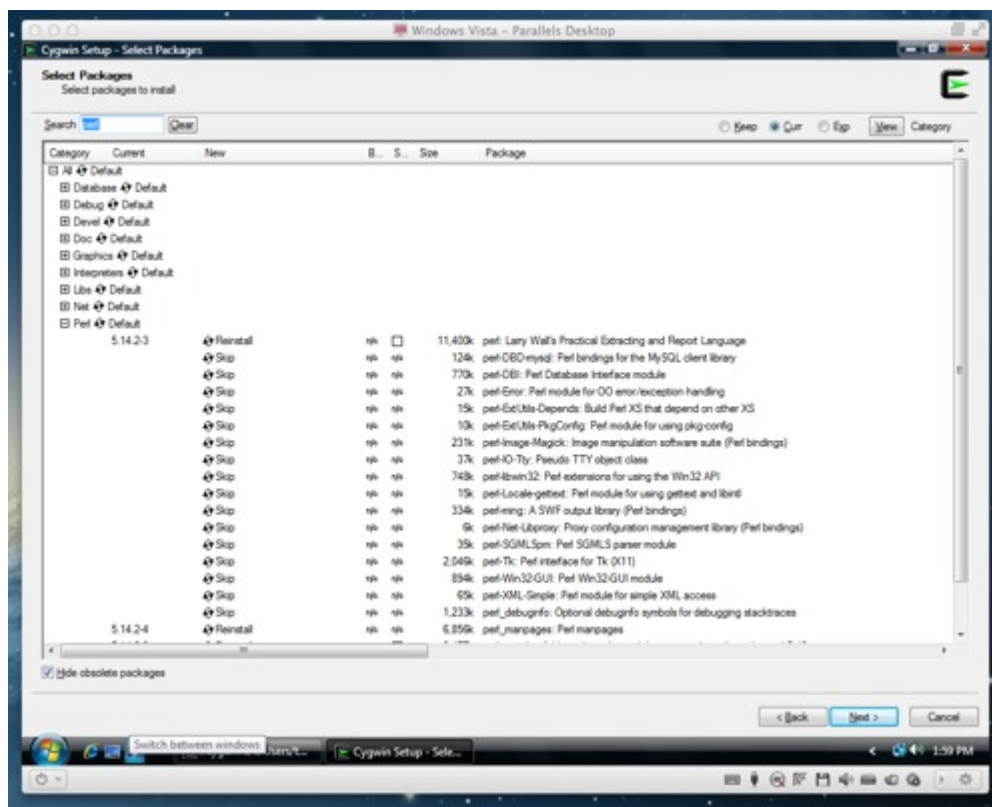 Windows Vista - Parallels Desktop
Cygwin Setup - Select Packages
Select Packages
Select packages to install
Search perl Clear Keep Curr Exp View Category
Category Current New B... S... Size Package
All Default
Database Default
Debug Default
Devel Default
Doc Default
Graphics Default
Interpreters Default
Libs Default
Net Default
Perl Default
5.14.2-3 Reinstall n/a 11,400k perl: Larry Wall's Practical Extracting and Report Language
Skip n/a n/a 124k perl-DBD-mysql: Perl bindings for the MySQL client library
Skip n/a n/a 770k perl-DBI: Perl Database Interface module
Skip n/a n/a 27k perl-Error: Perl module for OO error/exception handling
Skip n/a n/a 15k perl-ExtUtils-Depends: Build Perl XS that depend on other XS
Skip n/a n/a 10k perl-ExtUtils-PkgConfig: Perl module for using pkg-config
Skip n/a n/a 231k perl-Image-Magick: Image manipulation software suite (Perl bindings)
Skip n/a n/a 37k perl-IO-Tty: Pseudo TTY object class
Skip n/a n/a 748k perl-libwin32: Perl extensions for using the Win32 API
Skip n/a n/a 15k perl-Locale-gettext: Perl module for using gettext and libintl
Skip n/a n/a 334k perl-ming: A SWF output library (Perl bindings)
Skip n/a n/a 6k perl-Net-Libproxy: Proxy configuration management library (Perl bindings)
Skip n/a n/a 35k perl-SGMLSpm: Perl SGMLS parser module
Skip n/a n/a 2,046k perl-Tk: Perl interface for Tk (X11)
Skip n/a n/a 894k perl-Win32-GUI: Perl Win32-GUI module
Skip n/a n/a 65k perl-XML-Simple: Perl module for simple XML access
Skip n/a n/a 1,233k perl_debuginfo: Optional debuginfo symbols for debugging stacktraces
5.14.2-4 Reinstall n/a n/a 6,856k perl_manpages: Perl manpages
Hide obsolete packages
< Back Next > Cancel
Switch between windows
Cygwin Setup - Sele... 1:59 PM